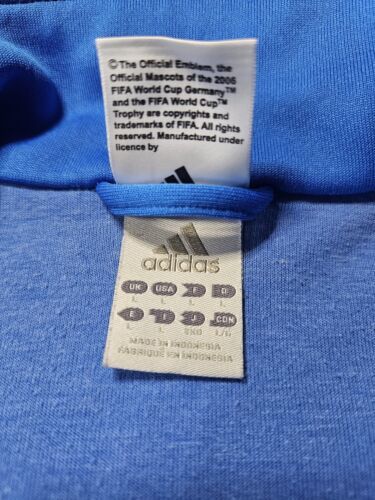 ©The Official Emblem, the
Official Mascots of the 2006
FIFA World Cup Germany™
and the FIFA World Cup™
Trophy are copyrights and
trademarks of FIFA. All rights
reserved. Manufactured under
licence by
adidas
UK USA F D
L L L L
E I J CDN
L L 2XO L/G
MADE IN INDONESIA
FABRIQUÉ EN INDONESIA